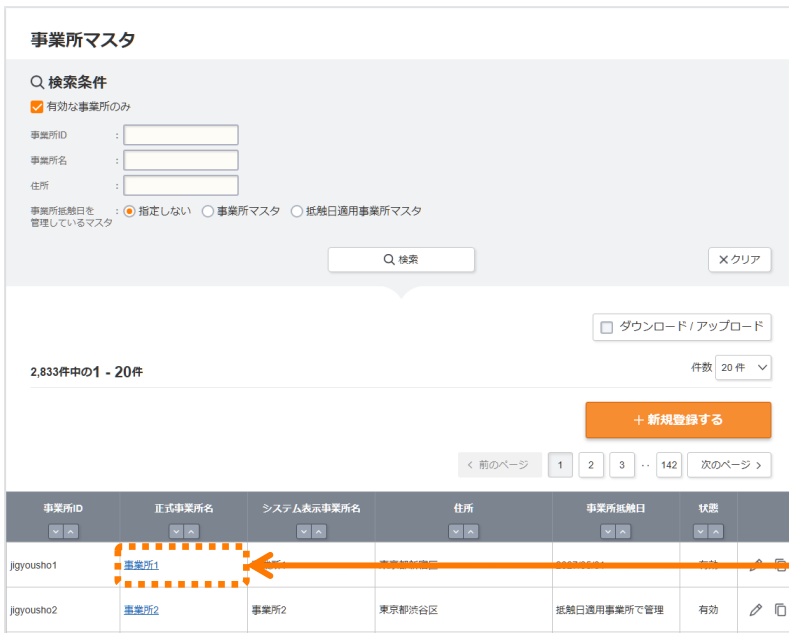 事業所マスタ
検索条件
有効な事業所のみ
事業所ID :
事業所名 :
住所 :
事業所抵触日を
管理しているマスタ : 指定しない 事業所マスタ 抵触日適用事業所マスタ
検索
クリア
ダウンロード / アップロード
2,833件中の1 - 20件
件数 20 件
+ 新規登録する
< 前のページ 1 2 3 ·· 142 次のページ >
事業所ID 正式事業所名 システム表示事業所名 住所 事業所抵触日 状態
jigyousho1 事業所1
jigyousho2 事業所2 事業所2 東京都渋谷区 抵触日適用事業所で管理 有効